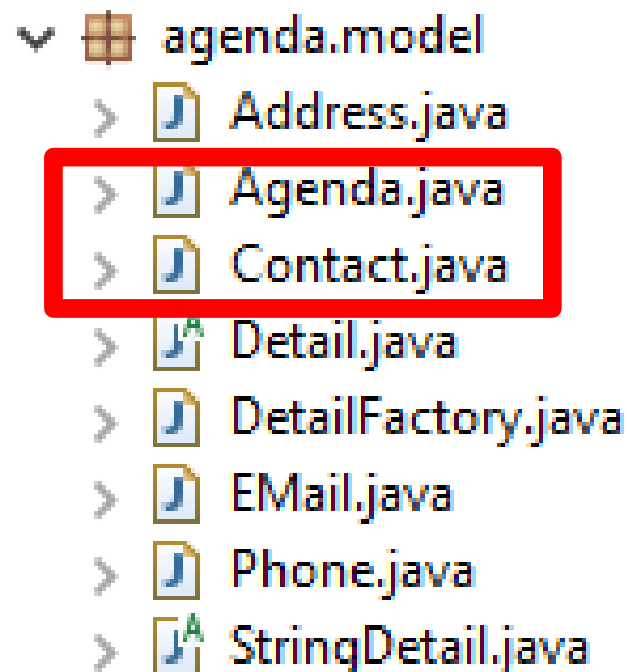 agenda.model
Address.java
Agenda.java
Contact.java
Detail.java
DetailFactory.java
EMail.java
Phone.java
StringDetail.java